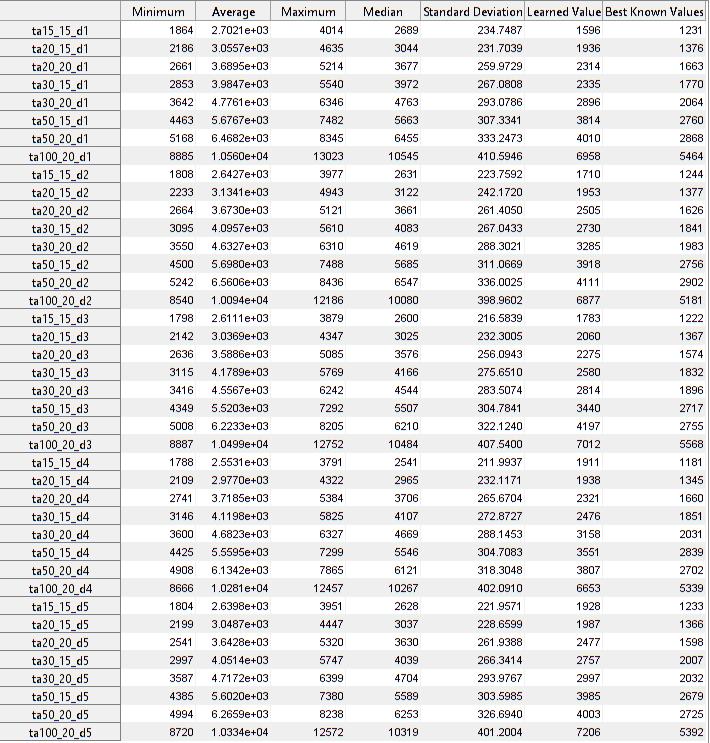 Minimum Average Maximum Median Standard Deviation Learned Value Best Known Values
ta15_15_d1 1864 2.7021e+03 4014 2689 234.7487 1596 1231
ta20_15_d1 2186 3.0557e+03 4635 3044 231.7039 1936 1376
ta20_20_d1 2661 3.6895e+03 5214 3677 259.9729 2314 1663
ta30_15_d1 2853 3.9847e+03 5540 3972 267.0808 2335 1770
ta30_20_d1 3642 4.7761e+03 6346 4763 293.0786 2896 2064
ta50_15_d1 4463 5.6767e+03 7482 5663 307.3341 3814 2760
ta50_20_d1 5168 6.4682e+03 8345 6455 333.2473 4010 2868
ta100_20_d1 8885 1.0560e+04 13023 10545 410.5946 6958 5464
ta15_15_d2 1808 2.6427e+03 3977 2631 223.7592 1710 1244
ta20_15_d2 2233 3.1341e+03 4943 3122 242.1720 1953 1377
ta20_20_d2 2664 3.6730e+03 5121 3661 261.4050 2505 1626
ta30_15_d2 3095 4.0957e+03 5610 4083 267.0433 2730 1841
ta30_20_d2 3550 4.6327e+03 6310 4619 288.3021 3285 1983
ta50_15_d2 4500 5.6980e+03 7488 5685 311.0669 3918 2756
ta50_20_d2 5242 6.5606e+03 8436 6547 336.0025 4111 2902
ta100_20_d2 8540 1.0094e+04 12186 10080 398.9602 6877 5181
ta15_15_d3 1798 2.6111e+03 3879 2600 216.5839 1783 1222
ta20_15_d3 2142 3.0369e+03 4347 3025 232.3005 2060 1367
ta20_20_d3 2636 3.5886e+03 5085 3576 256.0943 2275 1574
ta30_15_d3 3115 4.1789e+03 5769 4166 275.6510 2580 1832
ta30_20_d3 3416 4.5567e+03 6242 4544 283.5074 2814 1896
ta50_15_d3 4349 5.5203e+03 7292 5507 304.7841 3440 2717
ta50_20_d3 5008 6.2233e+03 8205 6210 322.1240 4197 2755
ta100_20_d3 8887 1.0499e+04 12752 10484 407.5400 7012 5568
ta15_15_d4 1788 2.5531e+03 3791 2541 211.9937 1911 1181
ta20_15_d4 2109 2.9770e+03 4322 2965 232.1171 1938 1345
ta20_20_d4 2741 3.7185e+03 5384 3706 265.6704 2321 1660
ta30_15_d4 3146 4.1198e+03 5825 4107 272.8727 2476 1851
ta30_20_d4 3600 4.6823e+03 6327 4669 288.1453 3158 2031
ta50_15_d4 4425 5.5595e+03 7299 5546 304.7083 3551 2839
ta50_20_d4 4908 6.1342e+03 7865 6121 318.3048 3807 2702
ta100_20_d4 8666 1.0281e+04 12457 10267 402.0910 6653 5339
ta15_15_d5 1804 2.6398e+03 3951 2628 221.9571 1928 1233
ta20_15_d5 2199 3.0487e+03 4447 3037 228.6599 1987 1366
ta20_20_d5 2541 3.6428e+03 5320 3630 261.9388 2477 1598
ta30_15_d5 2997 4.0514e+03 5747 4039 266.3414 2757 2007
ta30_20_d5 3587 4.7172e+03 6399 4704 293.9767 2997 2032
ta50_15_d5 4385 5.6020e+03 7380 5589 303.5985 3985 2679
ta50_20_d5 4994 6.2659e+03 8238 6253 326.6940 4003 2725
ta100_20_d5 8720 1.0334e+04 12572 10319 401.2004 7206 5392